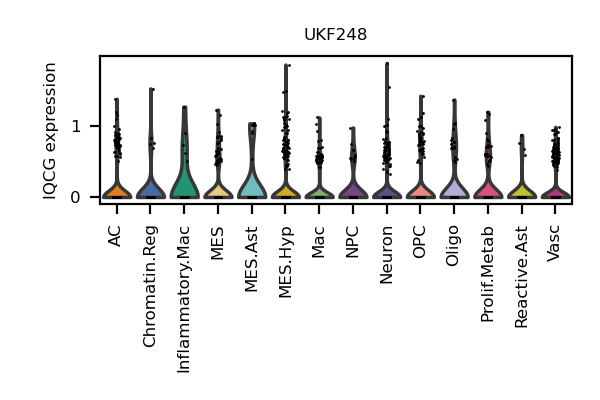 UKF248
IQCG expression
1
0
AC
Chromatin.Reg
Inflammatory.Mac
MES
MES.Ast
MES.Hyp
Mac
NPC
Neuron
OPC
Oligo
Prolif.Metab
Reactive.Ast
Vasc